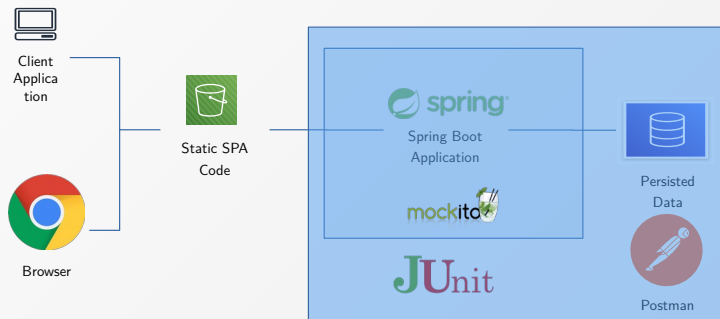 Client
Applica
tion
Static SPA
Code
Browser
spring
Spring Boot
Application
mockito
JUnit
Persisted
Data
Postman